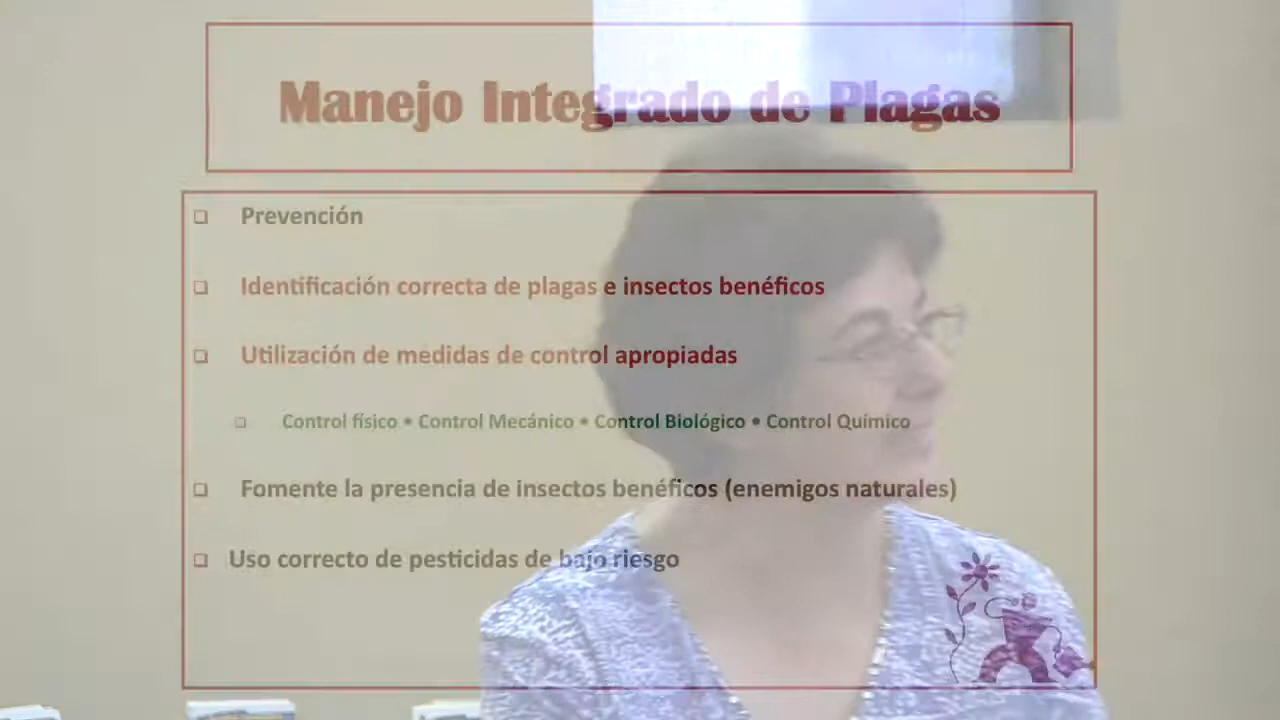 Manejo Integrado de Plagas
Prevención
Identificación correcta de plagas e insectos benéficos
Utilización de medidas de control apropiadas
Control físico • Control Mecánico • Control Biológico • Control Químico
Fomente la presencia de insectos benéficos (enemigos naturales)
Uso correcto de pesticidas de bajo riesgo